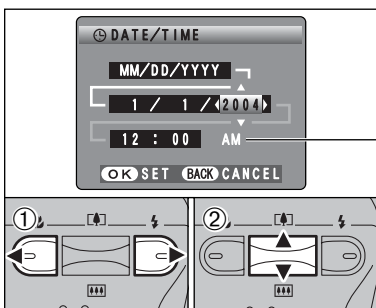 DATE/TIME
MM/DD/YYYY
1 / 1 / 2004
12 : 00 AM
OK SET BACK CANCEL
① ②